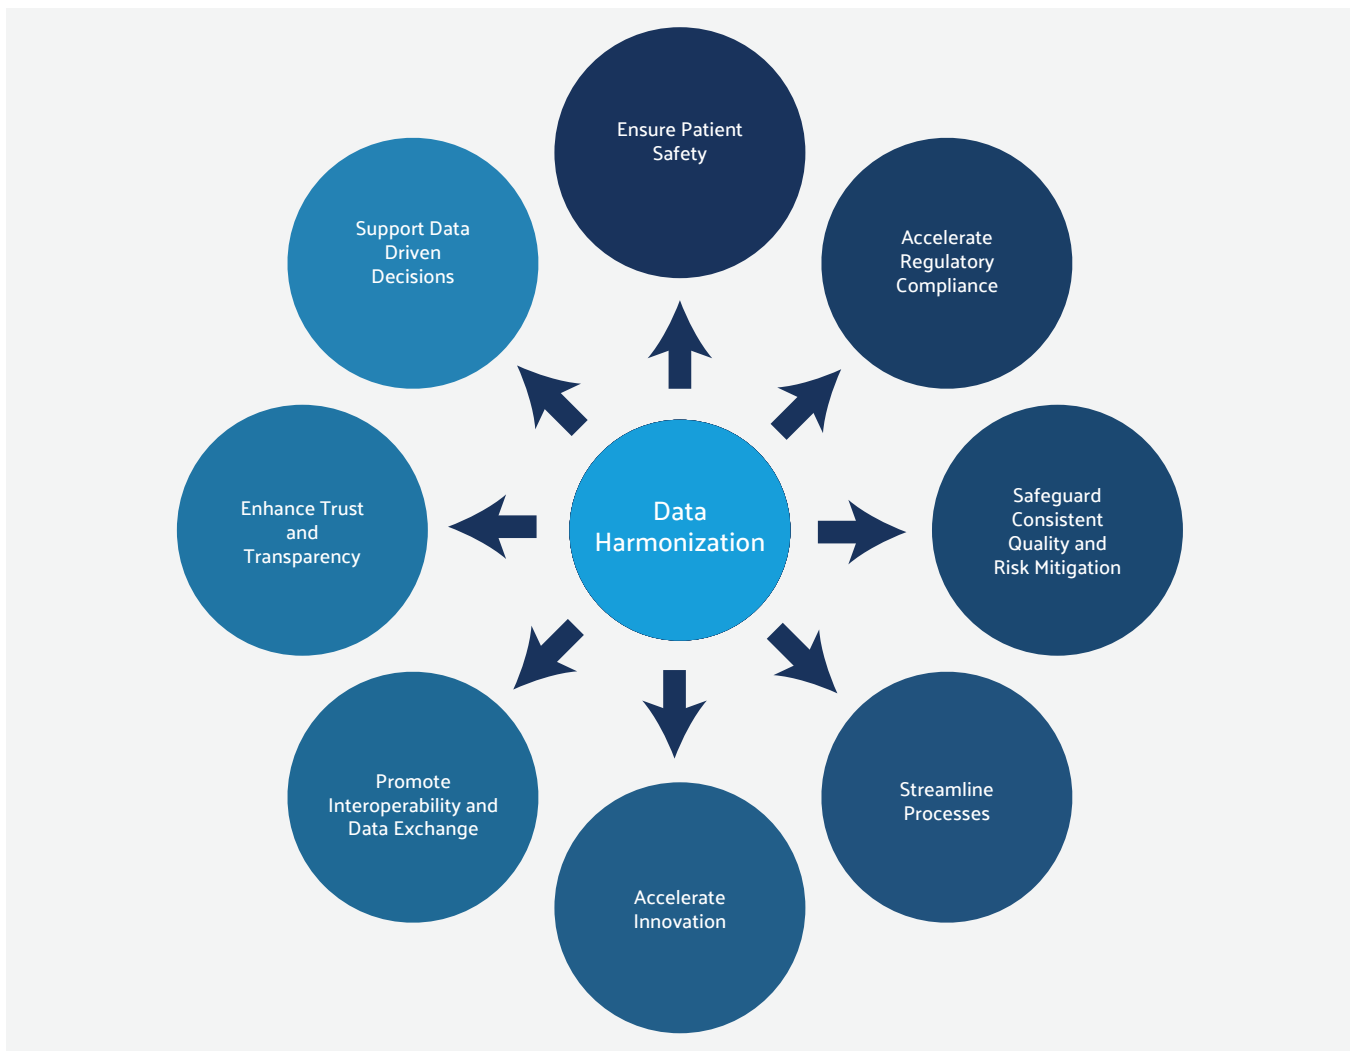 Ensure Patient
Safety
Accelerate
Regulatory
Compliance
Safeguard
Consistent
Quality and
Risk Mitigation
Streamline
Processes
Accelerate
Innovation
Promote
Interoperability and
Data Exchange
Enhance Trust
and
Transparency
Support Data
Driven
Decisions
Data
Harmonization